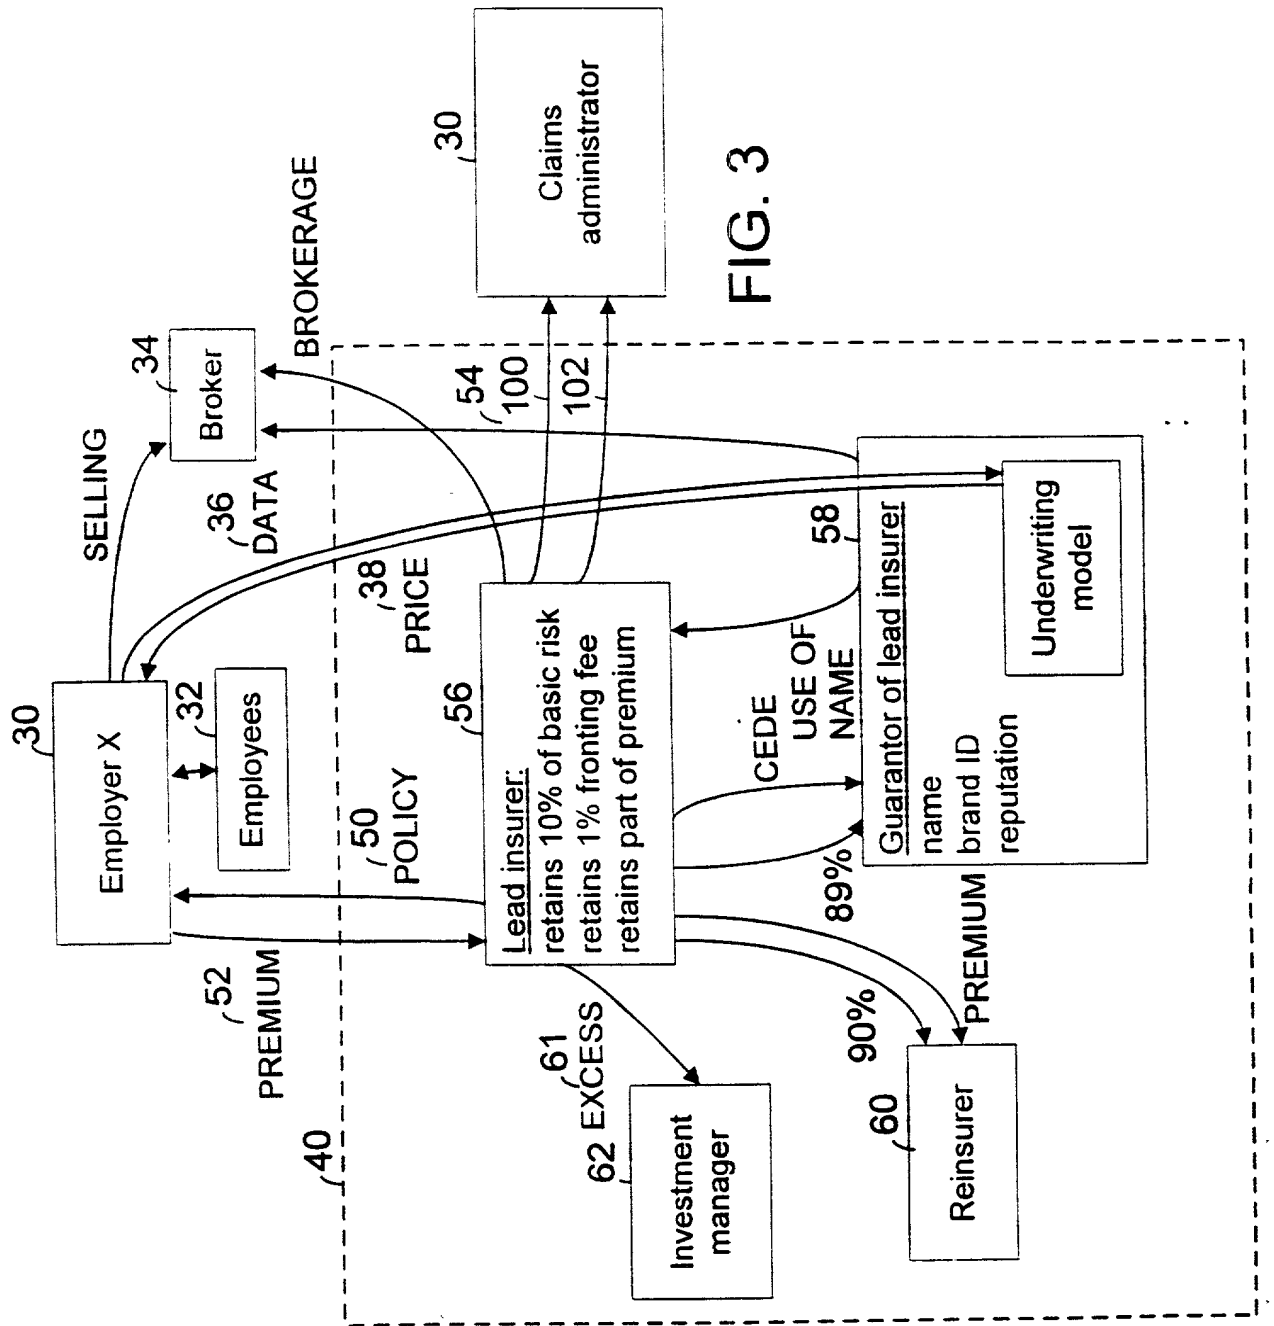 30
Employer X
32
Employees
SELLING
34
Broker
36
DATA
BROKERAGE
38
PRICE
50
POLICY
52
PREMIUM
40
54
100
102
30
Claims
administrator
56
Lead insurer:
retains 10% of basic risk
retains 1% fronting fee
retains part of premium
61
EXCESS
62
Investment
manager
CEDE
USE OF
NAME
58
Guarantor of lead insurer
name
brand ID
reputation
Underwriting
model
89%
90%
PREMIUM
60
Reinsurer
FIG. 3